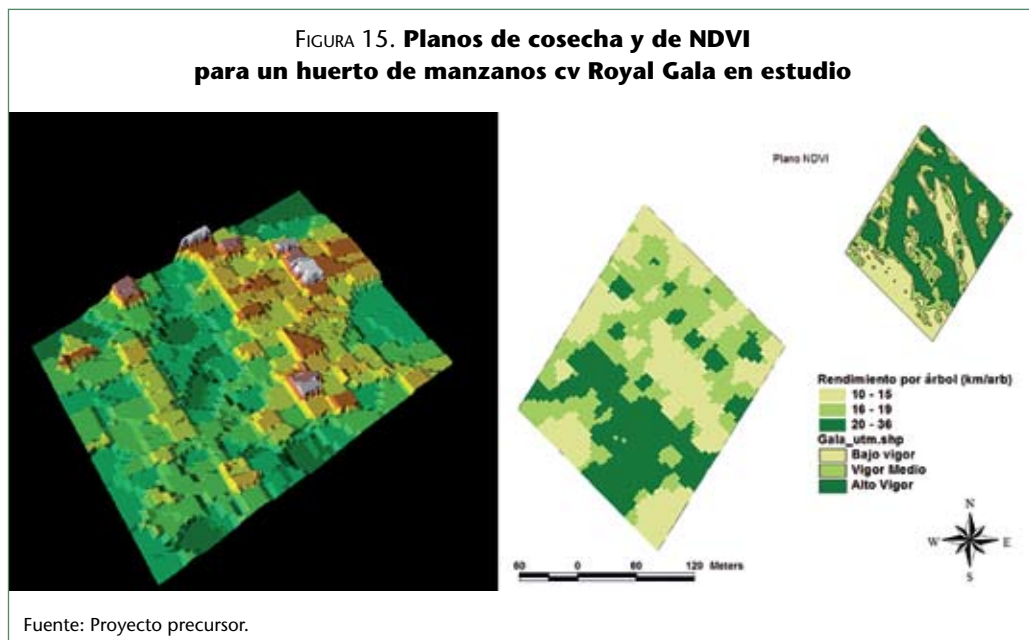 FIGURA 15. Planos de cosecha y de NDVI
para un huerto de manzanos cv Royal Gala en estudio
Plano NDVI
Rendimiento por árbol (km/arb)
10 - 15
16 - 19
20 - 36
Gala_utm.shp
Bajo vigor
Vigor Medio
Alto Vigor
N
W E
S
60 0 60 120 Meters
Fuente: Proyecto precursor.